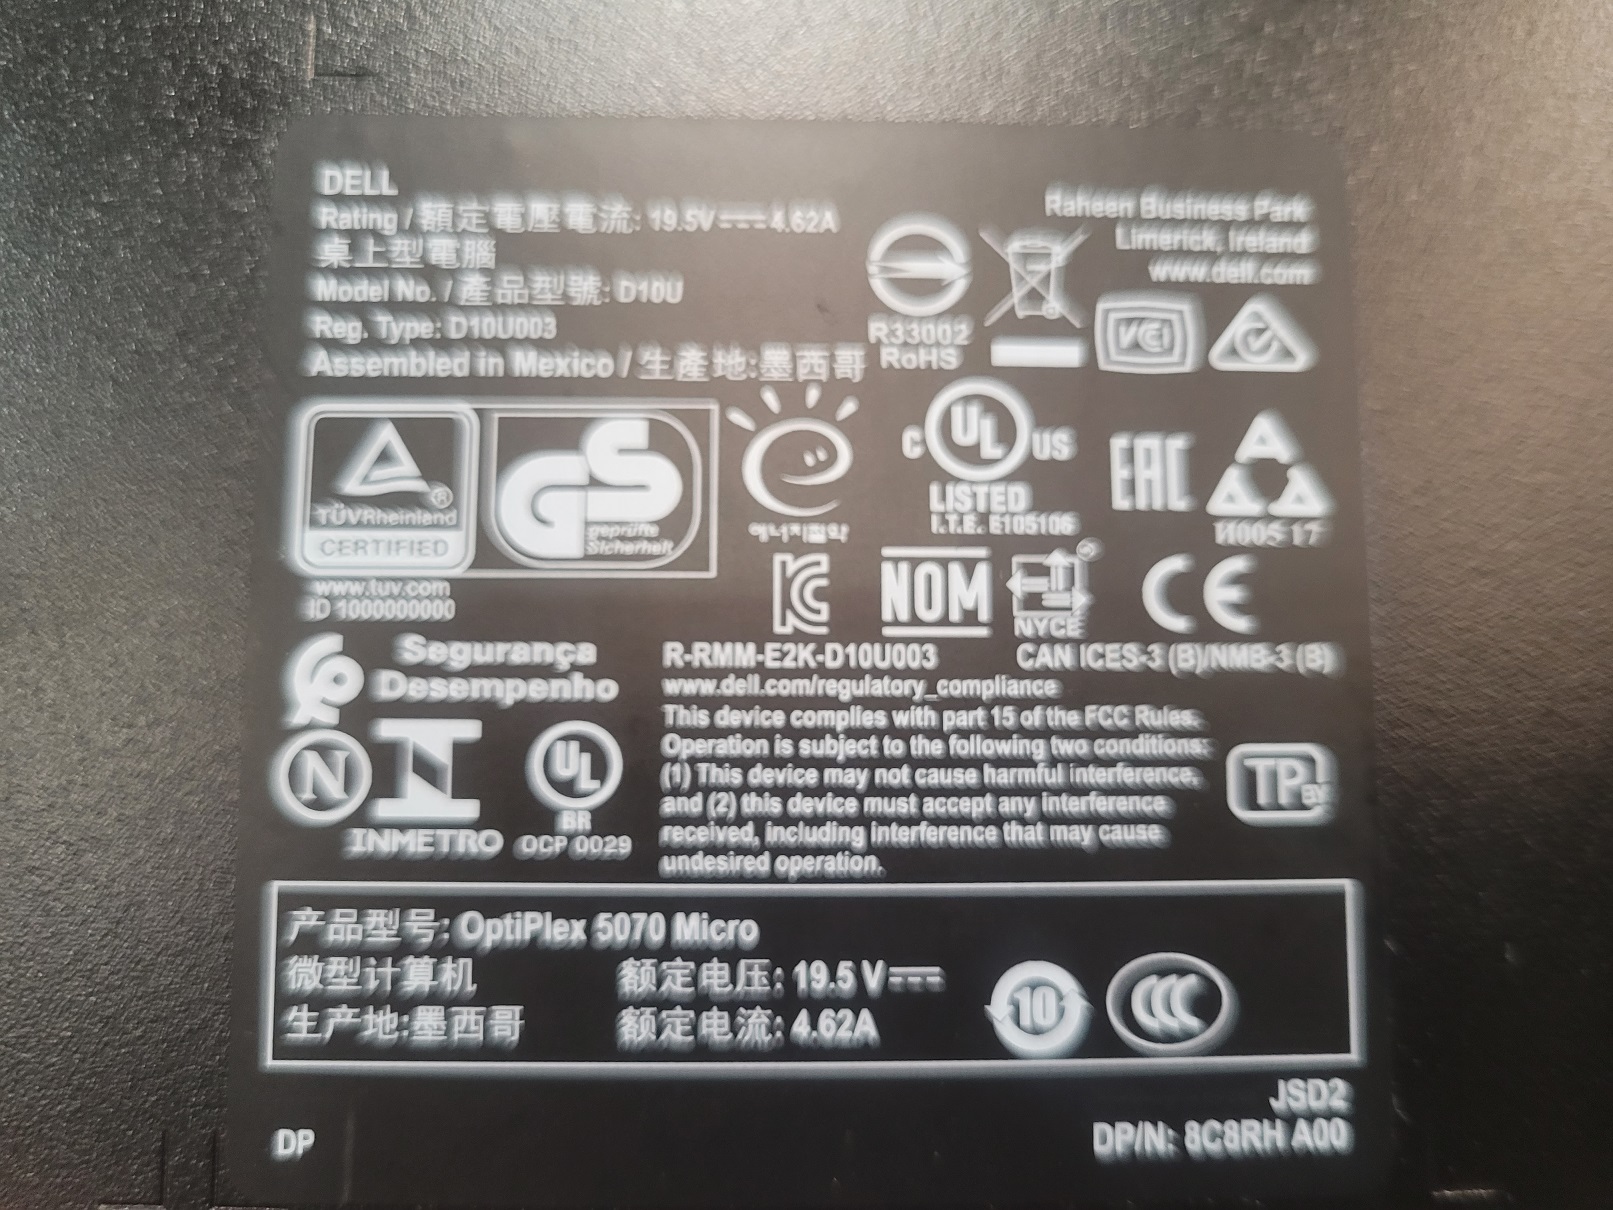 DELL
Rating / 額定電壓電流: 19.5V⎓4.62A
桌上型電腦
Model No. / 產品型號: D10U
Reg. Type: D10U003
Assembled in Mexico / 生產地:墨西哥
Raheen Business Park
Limerick, Ireland
www.dell.com
R33002
RoHS
VCI
TÜVRheinland ®
CERTIFIED
www.tuv.com
ID 1000000000
GS
geprüfte
Sicherheit
에너지절약
C UL US
LISTED
I.T.E. E105106
EAC
A
И005 17
KC
NOM
NYCE
CE
Segurança
Desempenho
N
INMETRO
UL
BR
OCP 0029
R-RMM-E2K-D10U003
CAN ICES-3 (B)/NMB-3 (B)
www.dell.com/regulatory_compliance
This device complies with part 15 of the FCC Rules.
Operation is subject to the following two conditions:
(1) This device may not cause harmful interference,
and (2) this device must accept any interference
received, including interference that may cause
undesired operation.
TP BY
产品型号: OptiPlex 5070 Micro
微型计算机 额定电压: 19.5 V⎓
生产地:墨西哥 额定电流: 4.62A
10
CCC
JSD2
DP
DP/N: 8C8RH A00